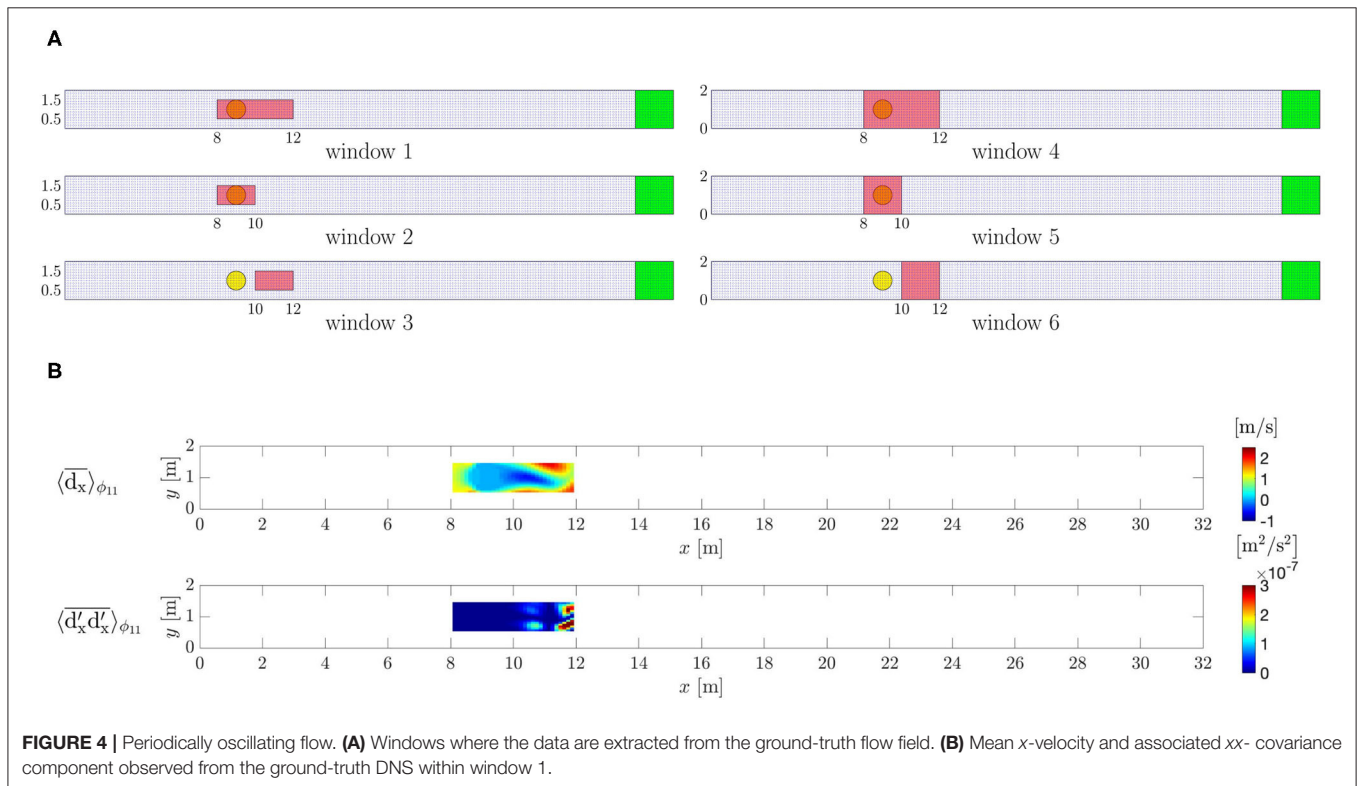 A
1.5
0.5
8 12
window 1
2
0
8 12
window 4
1.5
0.5
8 10
window 2
2
0
8 10
window 5
1.5
0.5
10 12
window 3
2
0
10 12
window 6
B
⟨d̅ₓ⟩ϕ₁₁
y [m]
2
1
0
0 2 4 6 8 10 12 14 16 18 20 22 24 26 28 30 32
x [m]
[m/s]
2
1
0
-1
⟨d′ₓd′ₓ⟩ϕ₁₁
y [m]
2
1
0
0 2 4 6 8 10 12 14 16 18 20 22 24 26 28 30 32
x [m]
[m²/s²]
×10⁻⁷
3
2
1
0
FIGURE 4 | Periodically oscillating flow. (A) Windows where the data are extracted from the ground-truth flow field. (B) Mean x-velocity and associated xx- covariance
component observed from the ground-truth DNS within window 1.